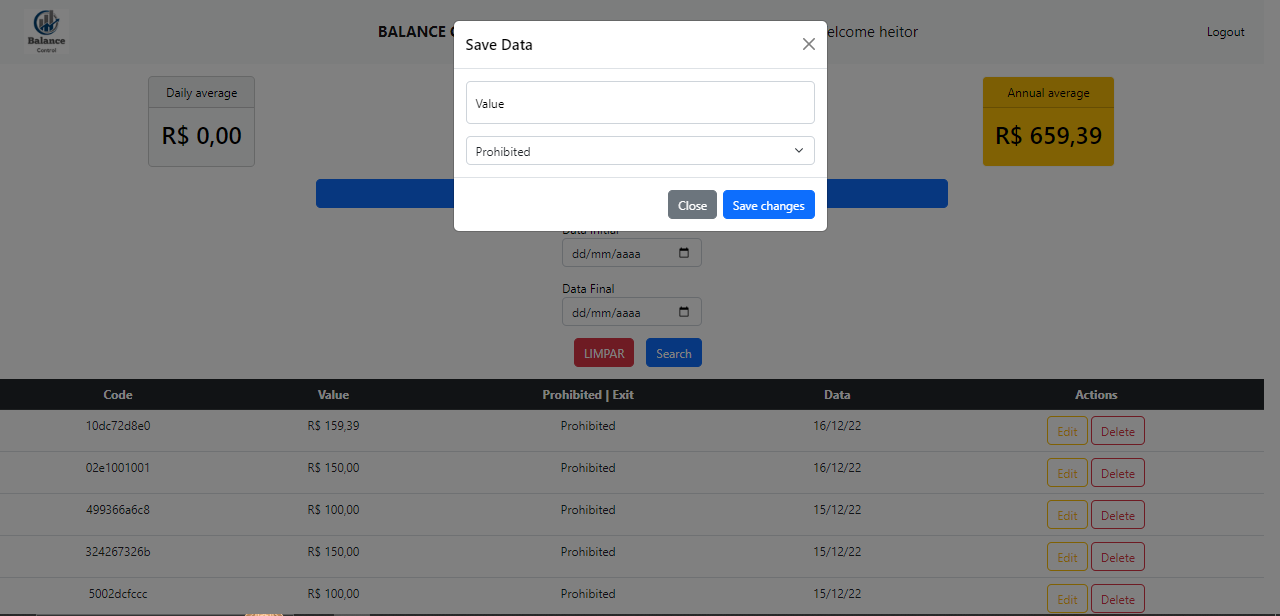 Balance
Control
BALANCE C
elcome heitor
Logout
Save Data
Value
Prohibited
Close
Save changes
Daily average
R$ 0,00
Annual average
R$ 659,39
Data Initial
dd/mm/aaaa
Data Final
dd/mm/aaaa
LIMPAR Search
Code Value Prohibited | Exit Data Actions
10dc72d8e0 R$ 159,39 Prohibited 16/12/22 Edit Delete
02e1001001 R$ 150,00 Prohibited 16/12/22 Edit Delete
499366a6c8 R$ 100,00 Prohibited 15/12/22 Edit Delete
324267326b R$ 150,00 Prohibited 15/12/22 Edit Delete
5002dcfccc R$ 100,00 Prohibited 15/12/22 Edit Delete